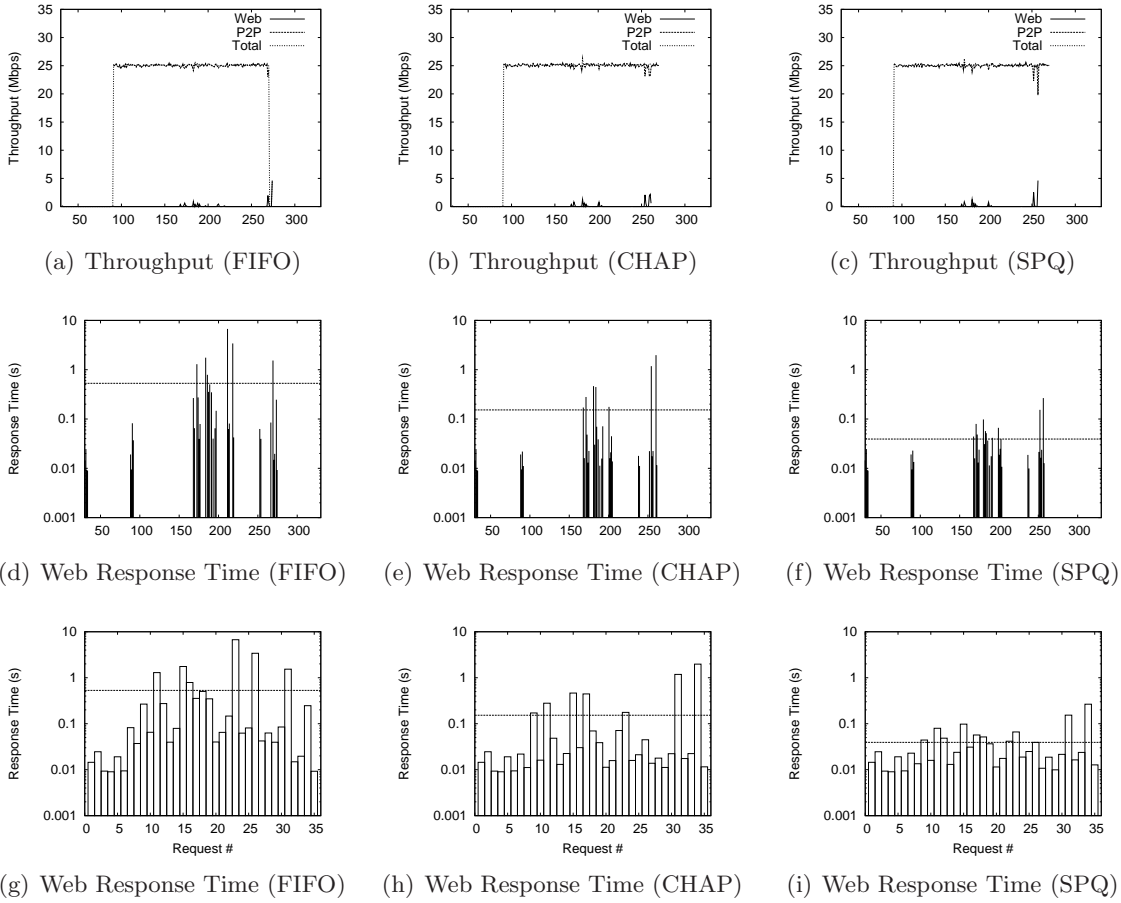 35
30
25
20
15
10
5
0
Throughput (Mbps)
Web
P2P
Total
50 100 150 200 250 300
(a) Throughput (FIFO)
35
30
25
20
15
10
5
0
Throughput (Mbps)
Web
P2P
Total
50 100 150 200 250 300
(b) Throughput (CHAP)
35
30
25
20
15
10
5
0
Throughput (Mbps)
Web
P2P
Total
50 100 150 200 250 300
(c) Throughput (SPQ)
10
1
0.1
0.01
0.001
Response Time (s)
50 100 150 200 250 300
(d) Web Response Time (FIFO)
10
1
0.1
0.01
0.001
Response Time (s)
50 100 150 200 250 300
(e) Web Response Time (CHAP)
10
1
0.1
0.01
0.001
Response Time (s)
50 100 150 200 250 300
(f) Web Response Time (SPQ)
10
1
0.1
0.01
0.001
Response Time (s)
0 5 10 15 20 25 30 35
Request #
(g) Web Response Time (FIFO)
10
1
0.1
0.01
0.001
Response Time (s)
0 5 10 15 20 25 30 35
Request #
(h) Web Response Time (CHAP)
10
1
0.1
0.01
0.001
Response Time (s)
0 5 10 15 20 25 30 35
Request #
(i) Web Response Time (SPQ)